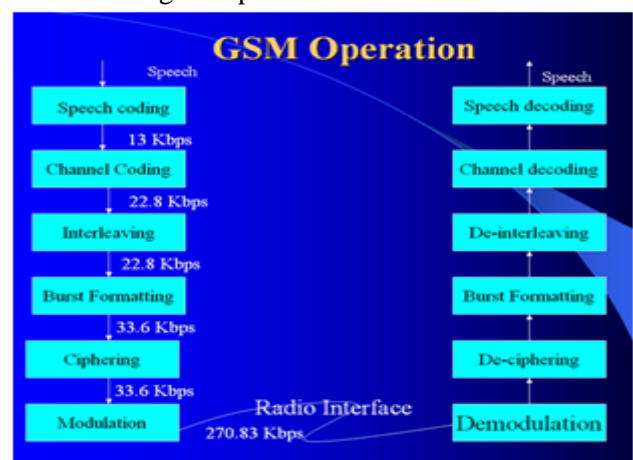 GSM Operation
Speech
Speech coding
13 Kbps
Channel Coding
22.8 Kbps
Interleaving
22.8 Kbps
Burst Formatting
33.6 Kbps
Ciphering
33.6 Kbps
Modulation
Radio Interface
270.83 Kbps
Speech
Speech decoding
Channel decoding
De-interleaving
Burst Formatting
De-ciphering
Demodulation